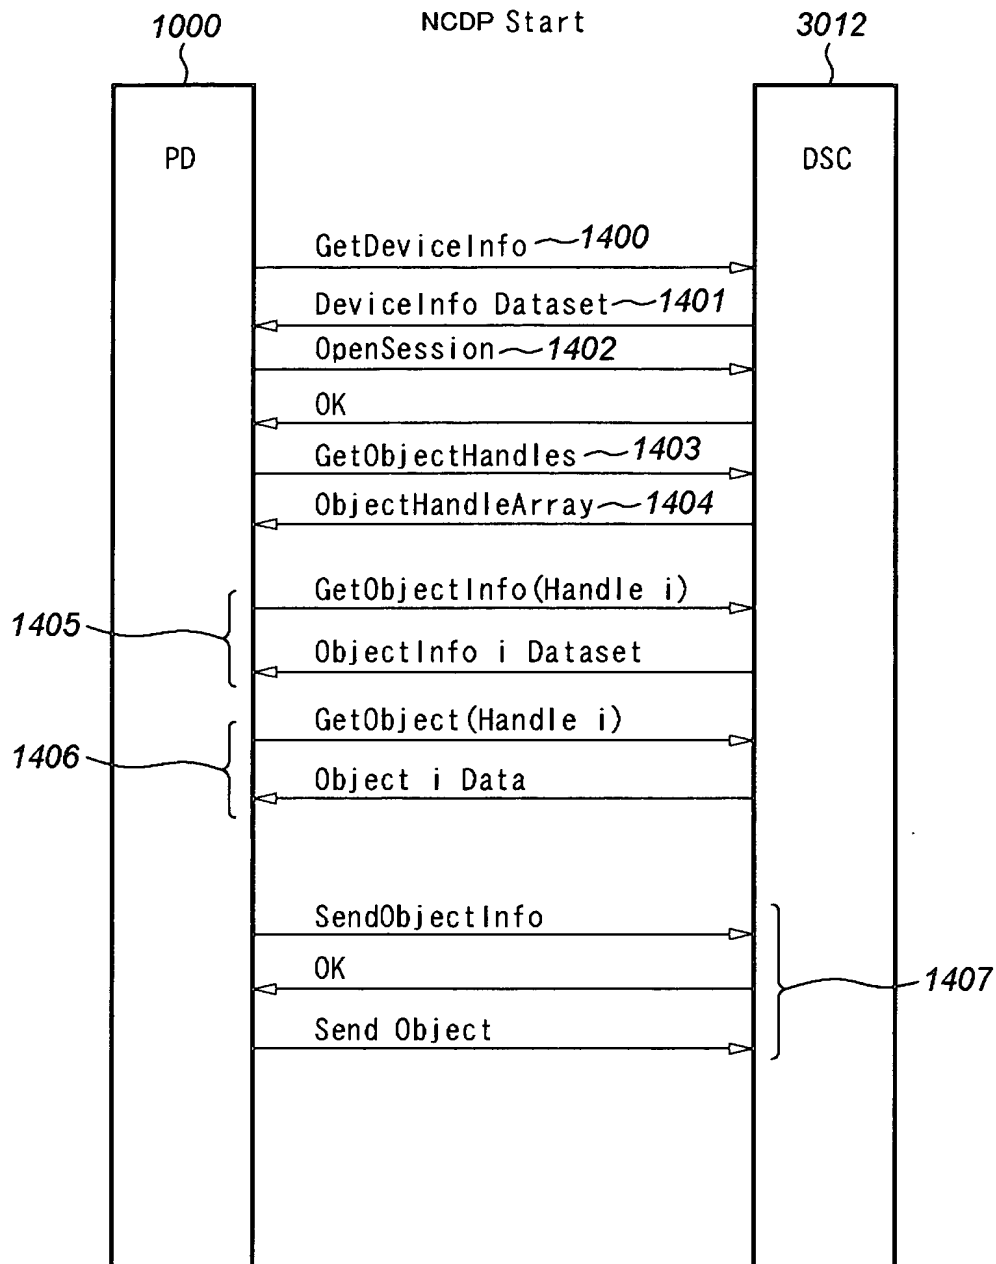 1000 NCDP Start 3012
PD DSC
GetDeviceInfo 1400
DeviceInfo Dataset 1401
OpenSession 1402
OK
GetObjectHandles 1403
ObjectHandleArray 1404
GetObjectInfo(Handle i)
1405
ObjectInfo i Dataset
GetObject(Handle i)
1406
Object i Data
SendObjectInfo
OK
1407
Send Object